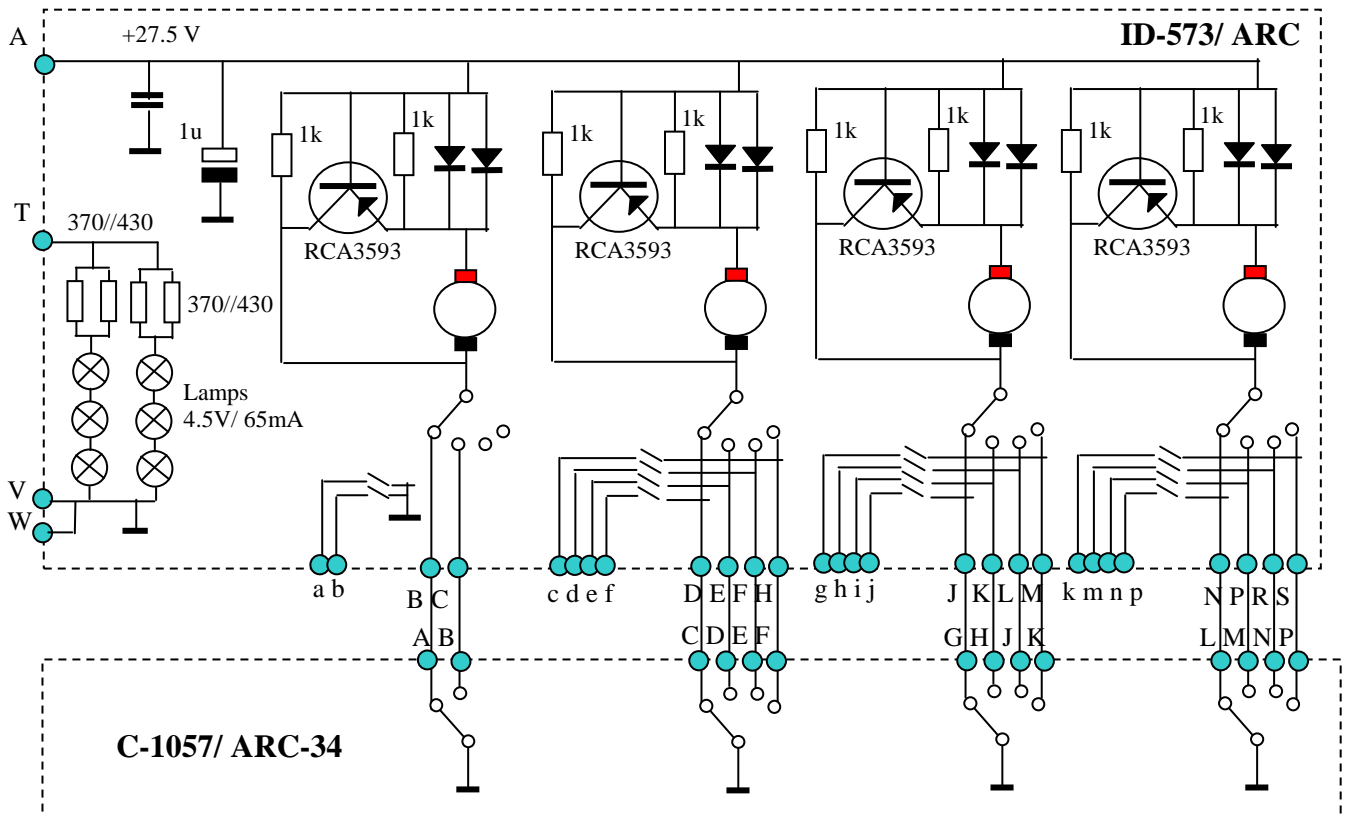 A +27.5 V ID-573/ ARC
1u 1k 1k 1k 1k 1k 1k 1k 1k
T 370//430
RCA3593 RCA3593 RCA3593 RCA3593
370//430
Lamps
4.5V/ 65mA
V
W
a b c d e f g h i j k m n p
B C D E F H J K L M N P R S
A B C D E F G H J K L M N P
C-1057/ ARC-34